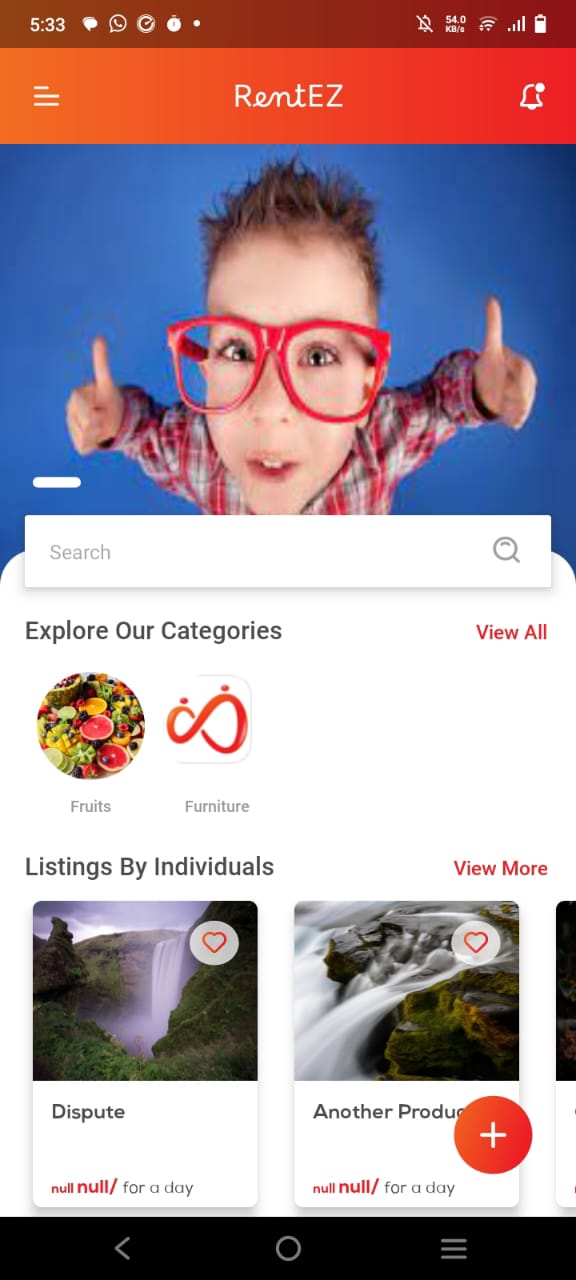 5:33
54.0
KB/s
RentEZ
Search
Explore Our Categories
View All
Fruits
Furniture
Listings By Individuals
View More
Dispute
Another Produc
null null/ for a day
null null/ for a day